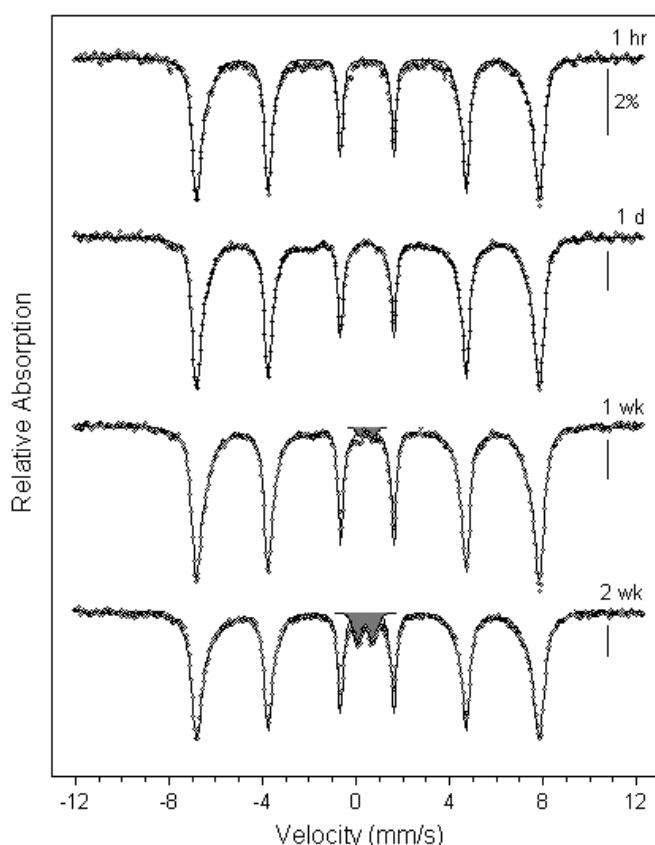 1 hr
2%
1 d
1 wk
2 wk
Relative Absorption
-12 -8 -4 0 4 8 12
Velocity (mm/s)